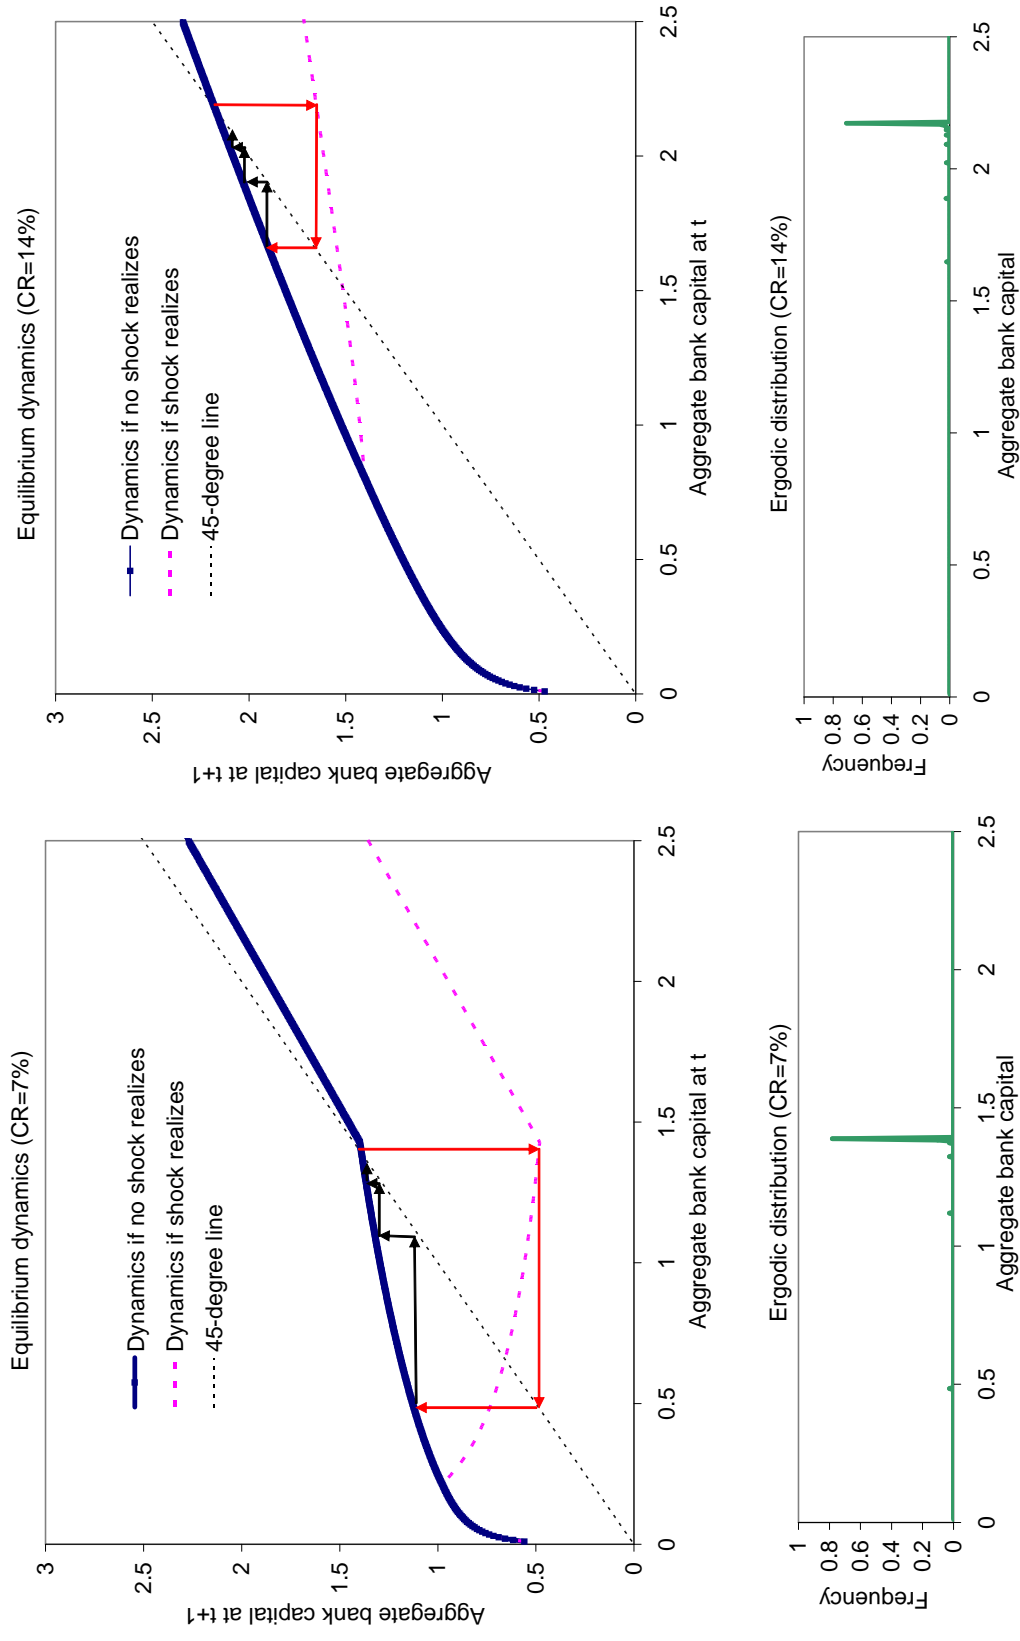 Equilibrium dynamics (CR=7%)
Dynamics if no shock realizes
Dynamics if shock realizes
45-degree line
Aggregate bank capital at t+1
3
2.5
2
1.5
1
0.5
0
0
0.5
1
1.5
2
2.5
Aggregate bank capital at t
Equilibrium dynamics (CR=14%)
Dynamics if no shock realizes
Dynamics if shock realizes
45-degree line
Aggregate bank capital at t+1
3
2.5
2
1.5
1
0.5
0
0
0.5
1
1.5
2
2.5
Aggregate bank capital at t
Ergodic distribution (CR=7%)
Frequency
1
0.8
0.6
0.4
0.2
0
0
0.5
1
1.5
2
2.5
Aggregate bank capital
Ergodic distribution (CR=14%)
Frequency
1
0.8
0.6
0.4
0.2
0
0
0.5
1
1.5
2
2.5
Aggregate bank capital